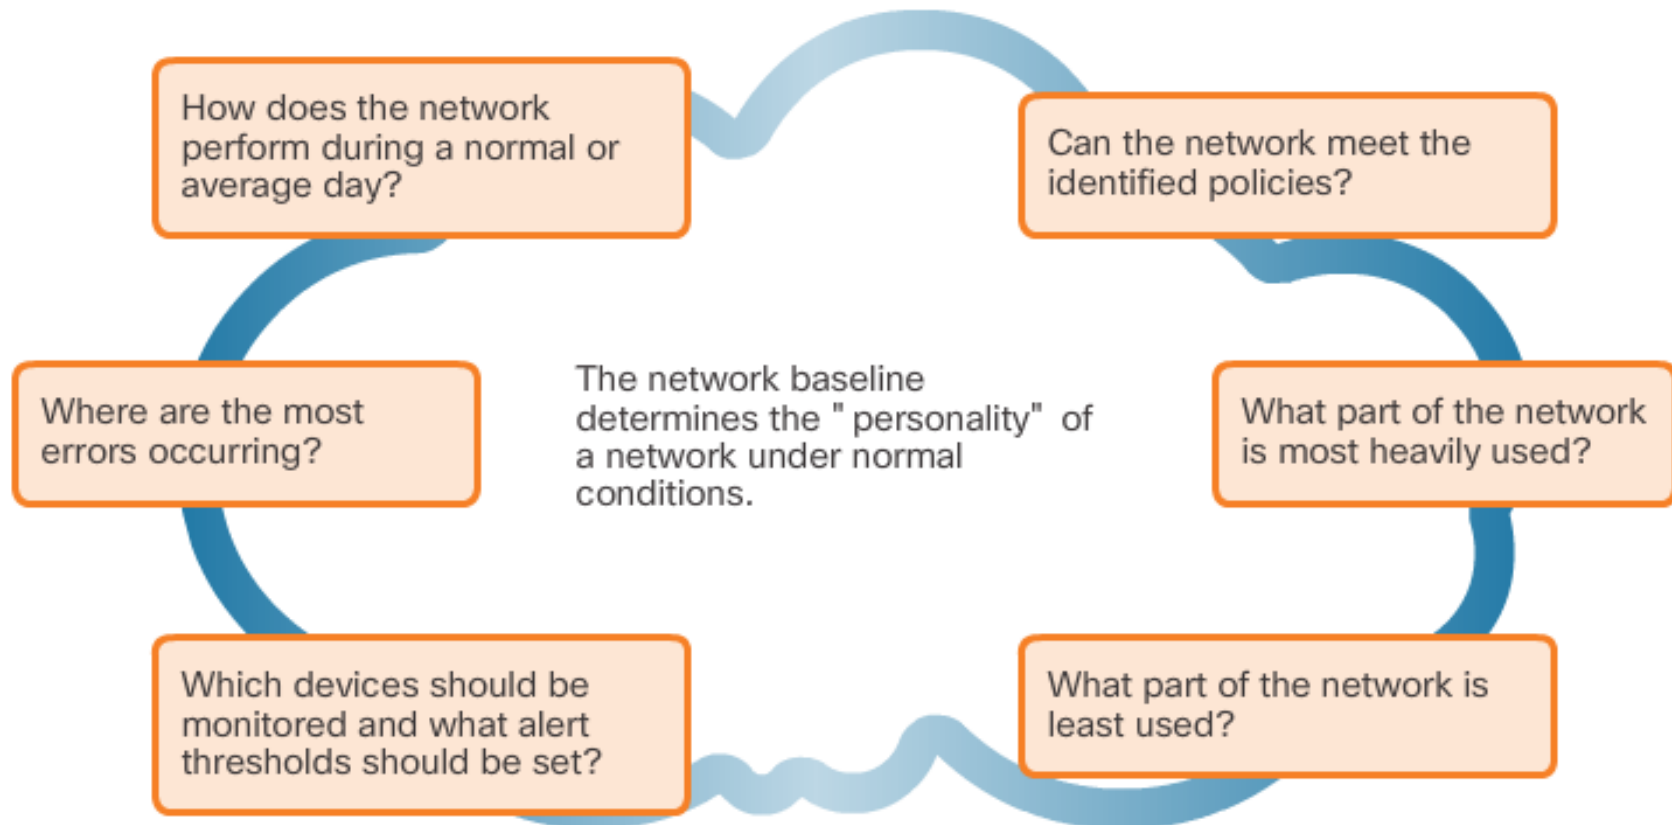 How does the network
perform during a normal or
average day?
Can the network meet the
identified policies?
Where are the most
errors occurring?
The network baseline
determines the " personality"  of
a network under normal
conditions.
What part of the network
is most heavily used?
Which devices should be
monitored and what alert
thresholds should be set?
What part of the network is
least used?